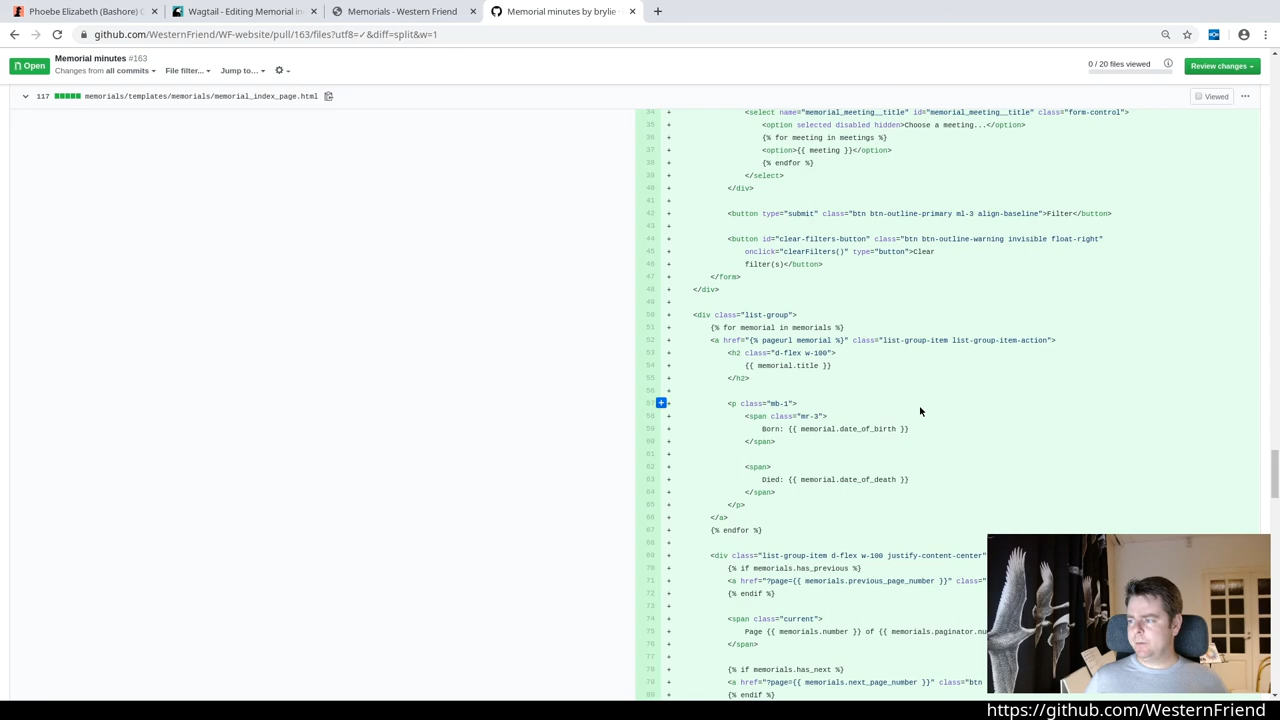 Phoebe Elizabeth (Bashore) C
Wagtail - Editing Memorial in
Memorials - Western Friend
Memorial minutes by brylie
github.com/WesternFriend/WF-website/pull/163/files?utf8=✓&diff=split&w=1
Open
Memorial minutes #163
Changes from all commits
File filter...
Jump to...
0 / 20 files viewed
Review changes
117 memorials/templates/memorials/memorial_index_page.html
Viewed
34 + <select name="memorial_meeting__title" id="memorial_meeting__title" class="form-control">
35 + <option selected disabled hidden>Choose a meeting...</option>
36 + {% for meeting in meetings %}
37 + <option>{{ meeting }}</option>
38 + {% endfor %}
39 + </select>
40 + </div>
41 +
42 + <button type="submit" class="btn btn-outline-primary ml-3 align-baseline">Filter</button>
43 +
44 + <button id="clear-filters-button" class="btn btn-outline-warning invisible float-right"
45 + onclick="clearFilters()" type="button">Clear
46 + filter(s)</button>
47 + </form>
48 + </div>
49 +
50 + <div class="list-group">
51 + {% for memorial in memorials %}
52 + <a href="{% pageurl memorial %}" class="list-group-item list-group-item-action">
53 + <h2 class="d-flex w-100">
54 + {{ memorial.title }}
55 + </h2>
56 +
57 + <p class="mb-1">
58 + <span class="mr-3">
59 + Born: {{ memorial.date_of_birth }}
60 + </span>
61 +
62 + <span>
63 + Died: {{ memorial.date_of_death }}
64 + </span>
65 + </p>
66 + </a>
67 + {% endfor %}
68 +
69 + <div class="list-group-item d-flex w-100 justify-content-center"
70 + {% if memorials.has_previous %}
71 + <a href="?page={{ memorials.previous_page_number }}" class="
72 + {% endif %}
73 +
74 + <span class="current">
75 + Page {{ memorials.number }} of {{ memorials.paginator.nu
76 + </span>
77 +
78 + {% if memorials.has_next %}
79 + <a href="?page={{ memorials.next_page_number }}" class="btn
80 + {% endif %}
https://github.com/WesternFriend